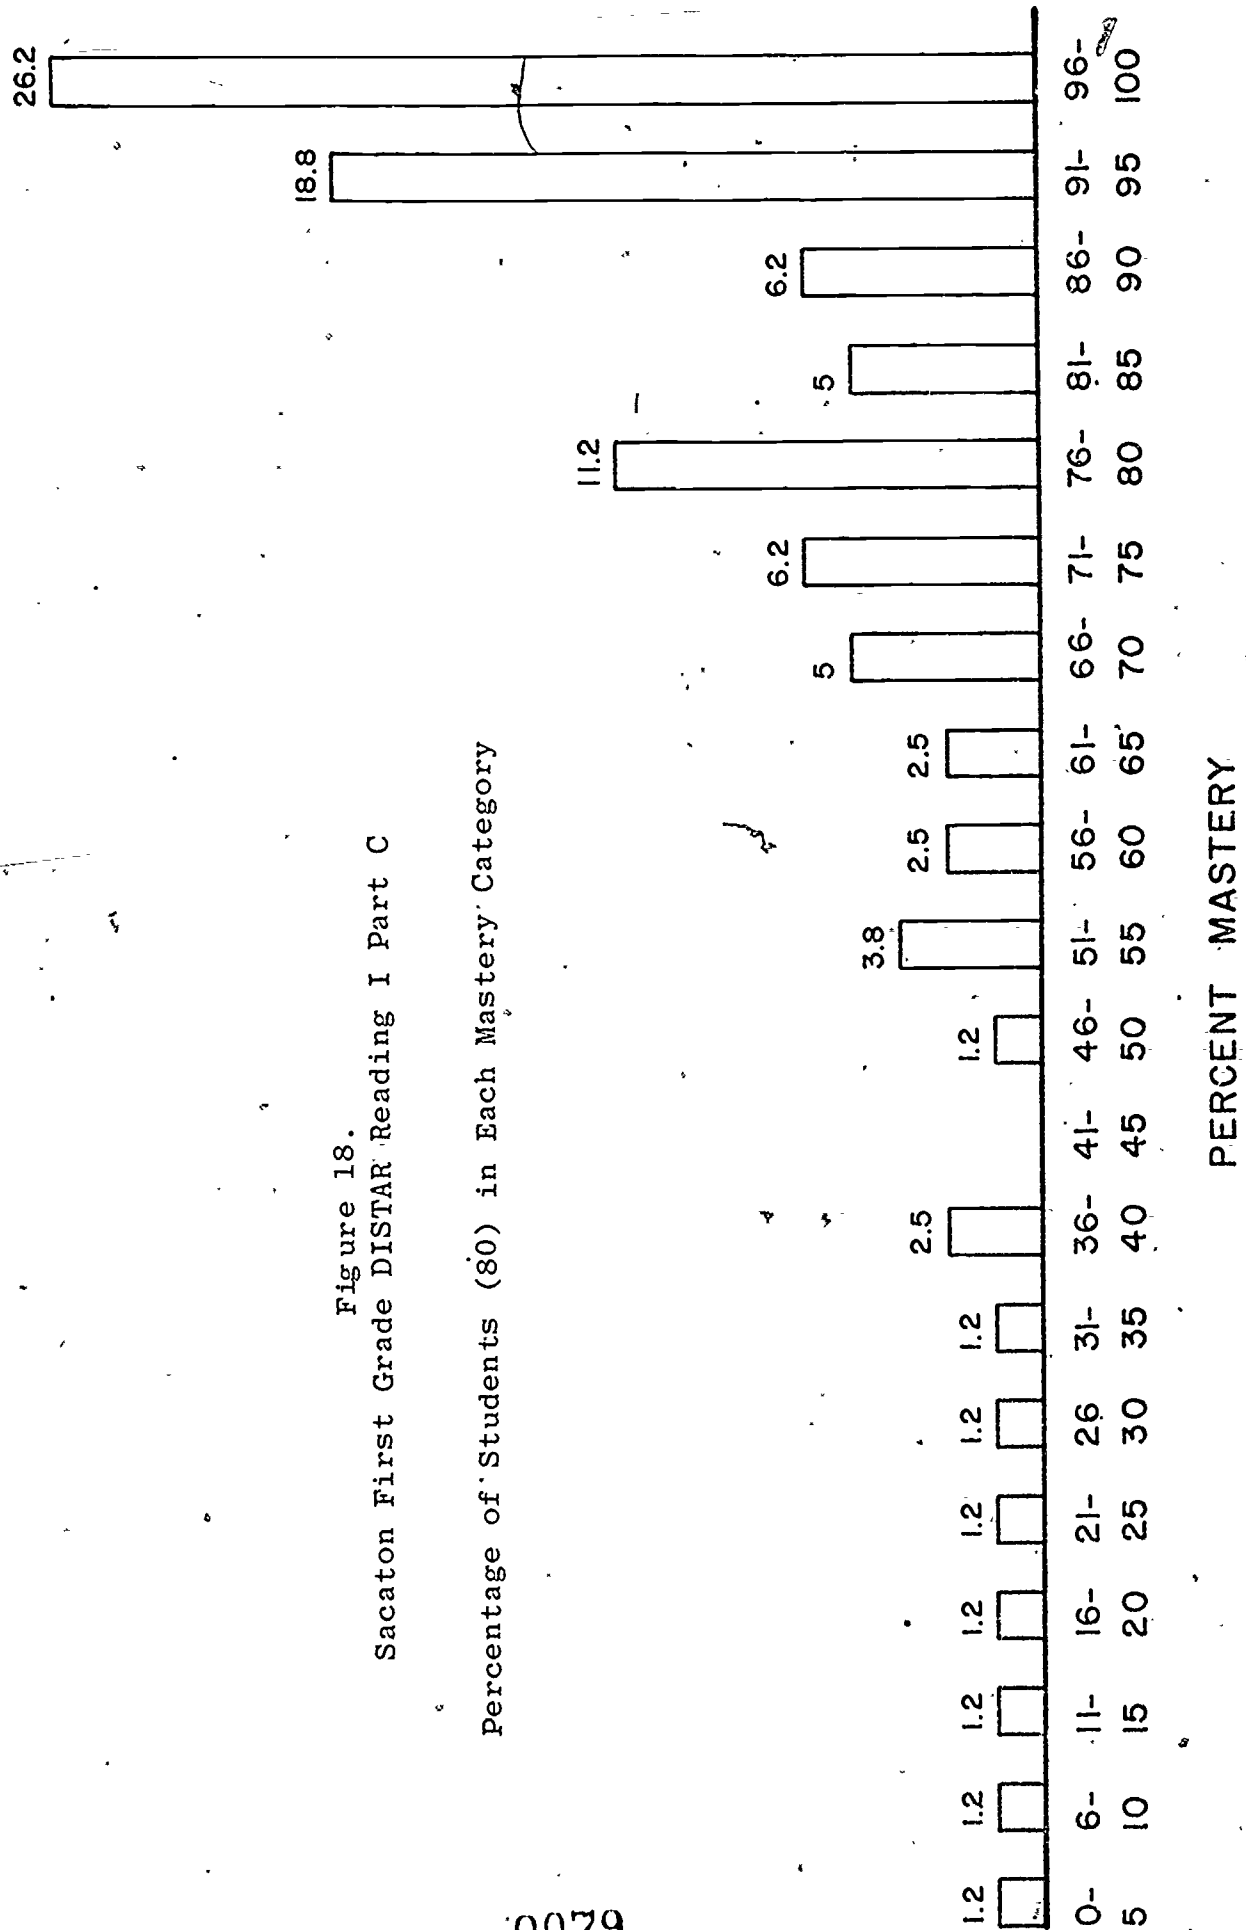 Figure 18.
Sacaton First Grade DISTAR Reading I Part C
Percentage of Students (80) in Each Mastery Category
1.2 1.2 1.2 1.2 1.2 1.2 1.2 2.5 1.2 3.8 2.5 2.5 5 6.2 11.2 5 6.2 18.8 26.2
0- 6- 11- 16- 21- 26 31- 36- 41- 46- 51- 56- 61- 66- 71- 76- 81- 86- 91- 96-
5 10 15 20 25 30 35 40 45 50 55 60 65 70 75 80 85 90 95 100
PERCENT MASTERY
0079